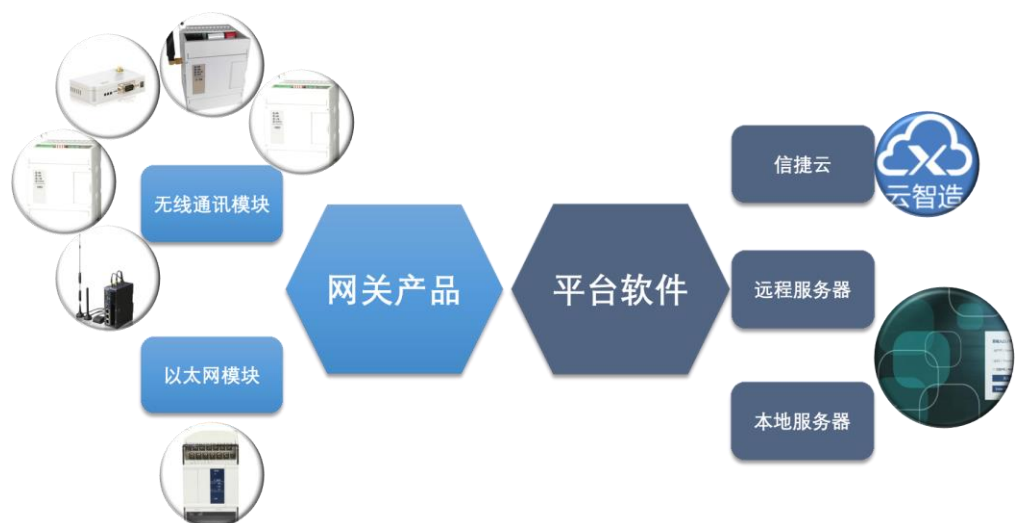 无线通讯模块
以太网模块
网关产品
平台软件
信捷云
X
云智造
远程服务器
本地服务器